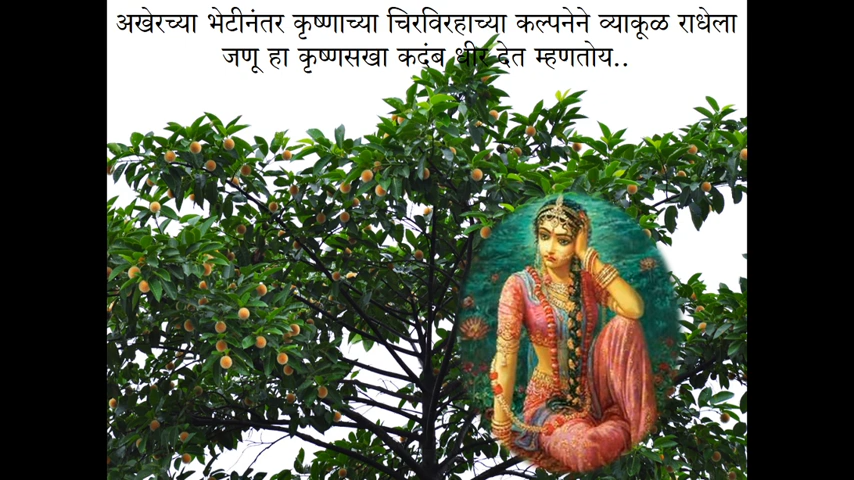 अखेरच्या भेटीनंतर कृष्णाच्या चिरविरहाच्या कल्पनेने व्याकूळ राधेला
जणू हा कृष्णसखा कदंब धीर देत म्हणतोय..